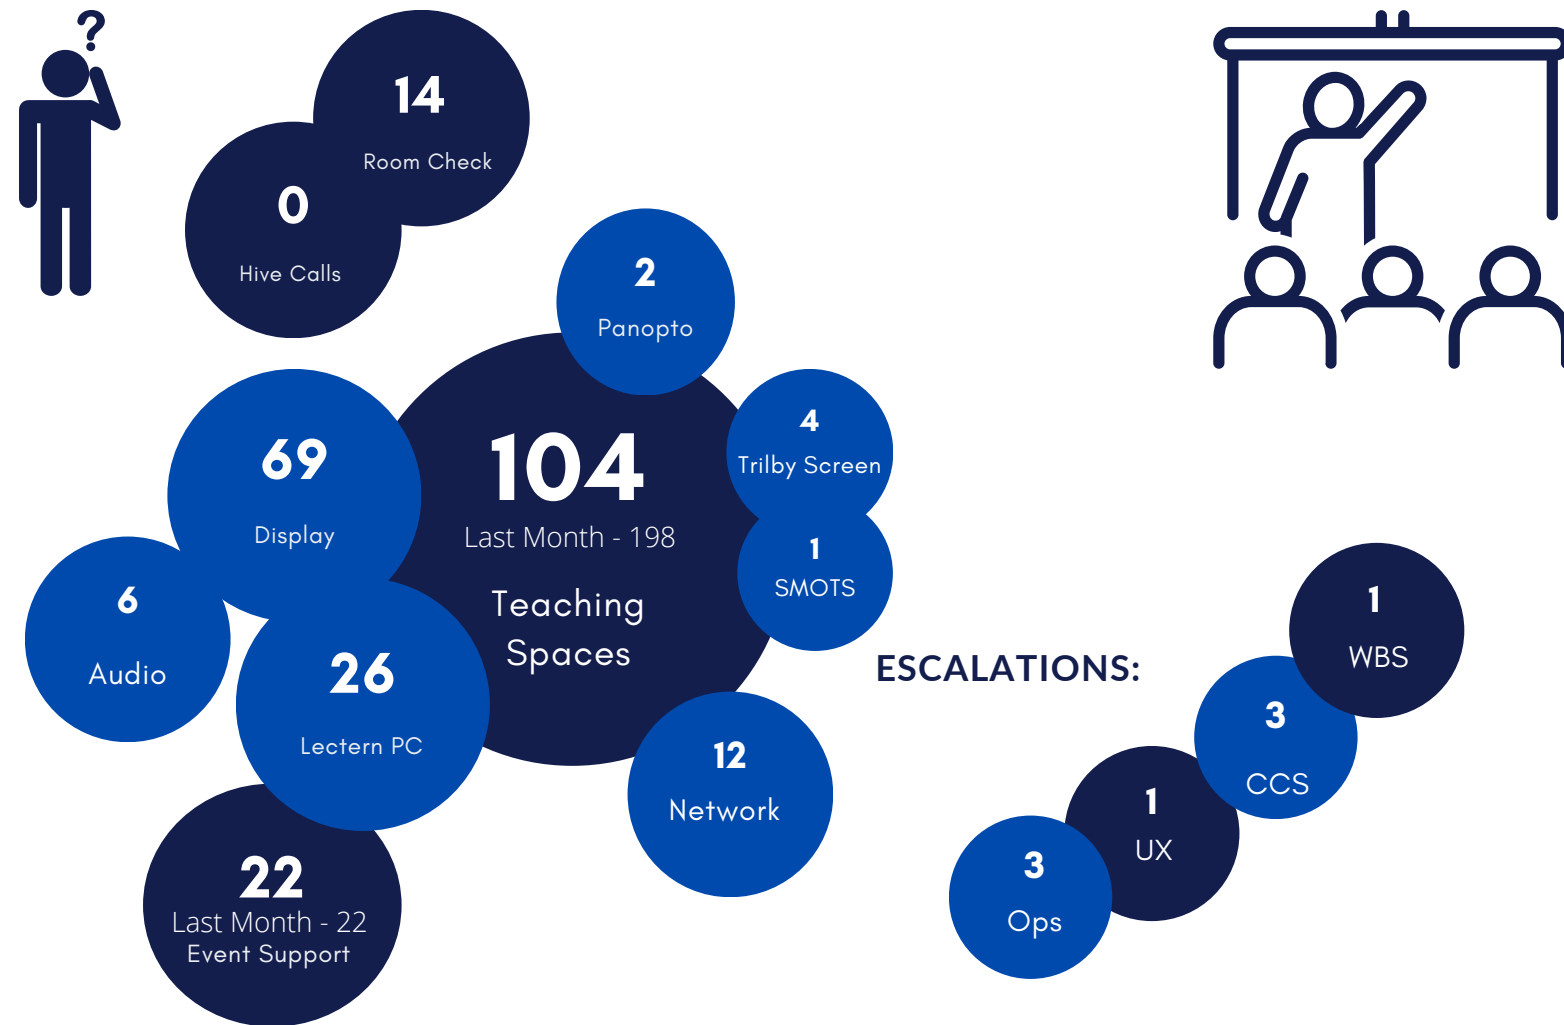 ?
14
Room Check
0
Hive Calls
2
Panopto
4
Trilby Screen
1
SMOTS
104
Last Month - 198
Teaching
Spaces
69
Display
6
Audio
26
Lectern PC
12
Network
22
Last Month - 22
Event Support
ESCALATIONS:
1
WBS
3
CCS
1
UX
3
Ops